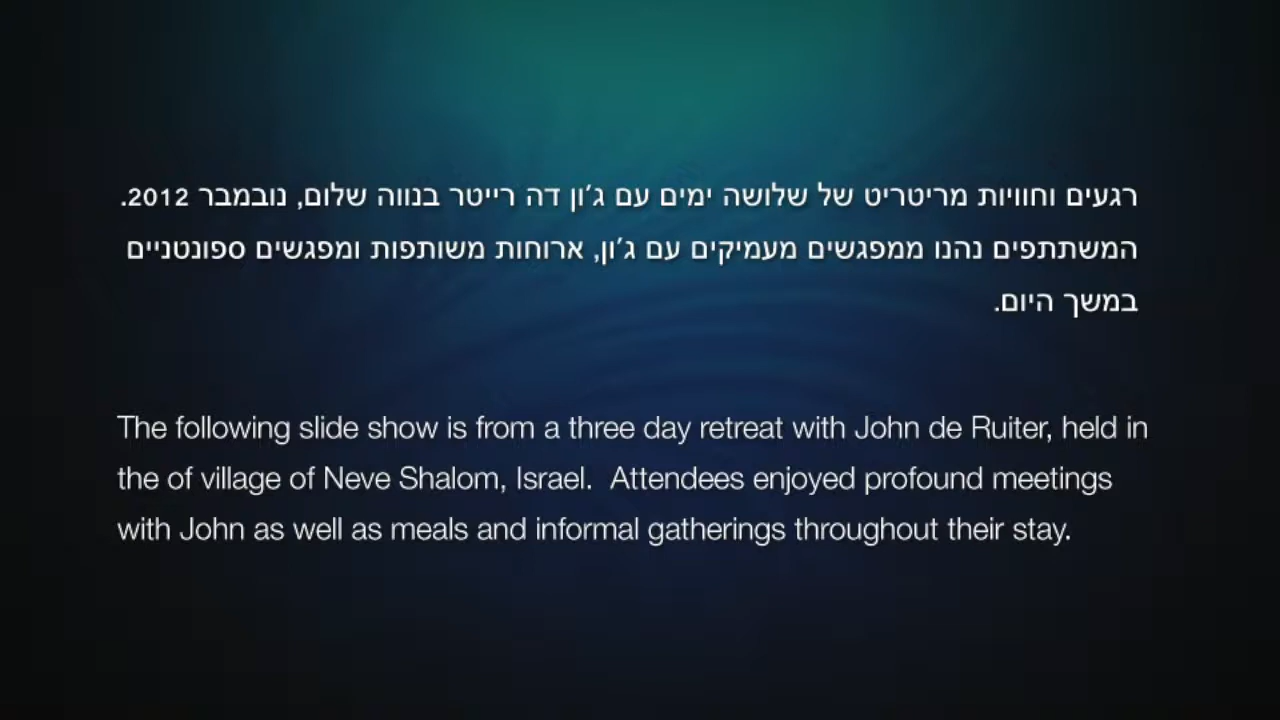 רגעים וחוויות מריטריט של שלושה ימים עם ג׳ון דה רייטר בנווה שלום, נובמבר 2012.
המשתתפים נהנו ממפגשים מעמיקים עם ג׳ון, ארוחות משותפות ומפגשים ספונטניים
במשך היום.
The following slide show is from a three day retreat with John de Ruiter, held in
the of village of Neve Shalom, Israel.  Attendees enjoyed profound meetings
with John as well as meals and informal gatherings throughout their stay.